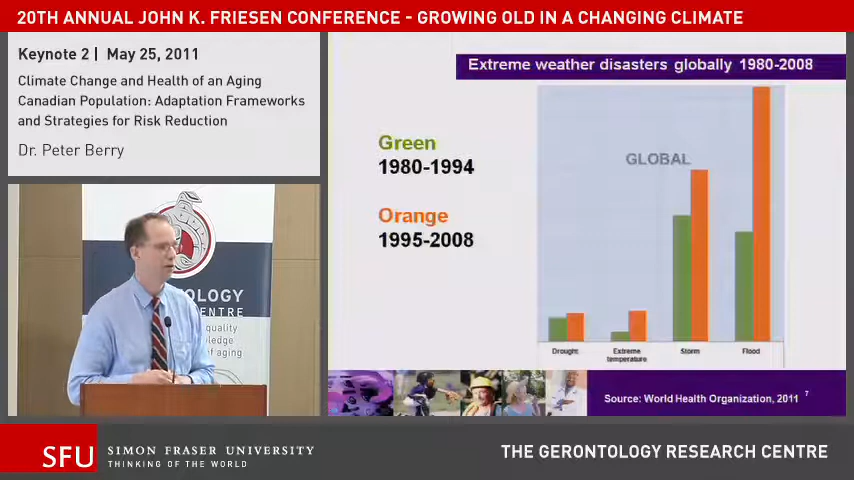 20TH ANNUAL JOHN K. FRIESEN CONFERENCE - GROWING OLD IN A CHANGING CLIMATE
Keynote 2 | May 25, 2011
Climate Change and Health of an Aging
Canadian Population: Adaptation Frameworks
and Strategies for Risk Reduction
Dr. Peter Berry
OLOGY
ENTRE
quality
ledge
of aging
Extreme weather disasters globally 1980-2008
Green
1980-1994
Orange
1995-2008
GLOBAL
Drought
Extreme
temperature
Storm
Flood
Source: World Health Organization, 2011
7
SFU
SIMON FRASER UNIVERSITY
THINKING OF THE WORLD
THE GERONTOLOGY RESEARCH CENTRE